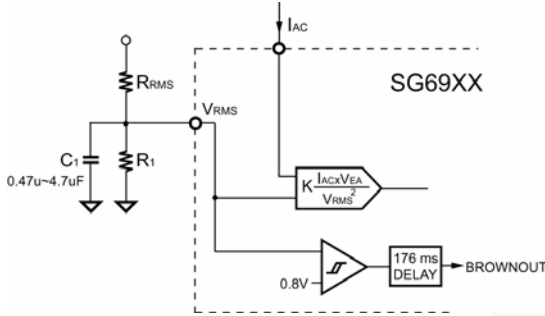 IAC
SG69XX
RRMS
VRMS
C1
0.47u~4.7uF
R1
K IACxVEA
VRMS2
0.8V
176 ms
DELAY
BROWNOUT